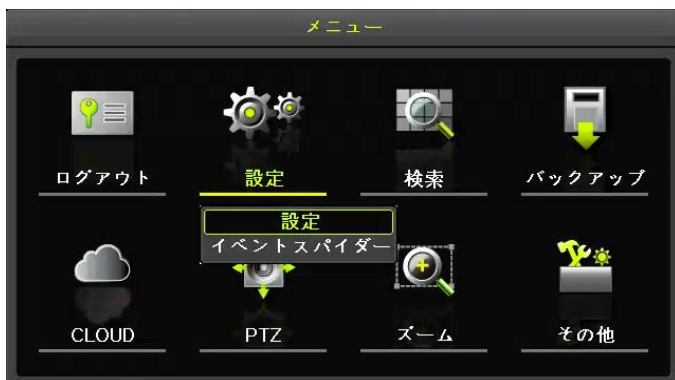 メニュー
ログアウト
設定
検索
バックアップ
設定
イベントスパイダー
CLOUD
PTZ
ズーム
その他